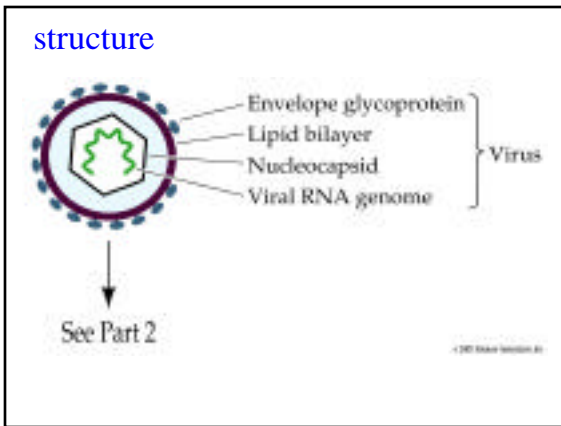 structure
Envelope glycoprotein
Lipid bilayer
Nucleocapsid
Viral RNA genome
Virus
See Part 2